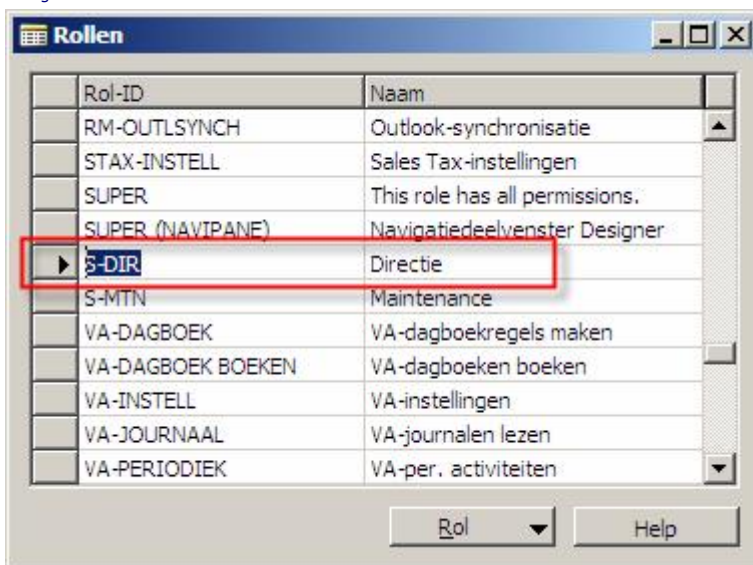 Rollen
Rol-ID Naam
RM-OUTLSYNCH Outlook-synchronisatie
STAX-INSTELL Sales Tax-instellingen
SUPER This role has all permissions.
SUPER (NAVIPANE) Navigatiedeelvenster Designer
S-DIR Directie
S-MTN Maintenance
VA-DAGBOEK VA-dagboekregels maken
VA-DAGBOEK BOEKEN VA-dagboeken boeken
VA-INSTELL VA-instellingen
VA-JOURNAAL VA-journalen lezen
VA-PERIODIEK VA-per. activiteiten
Rol Help